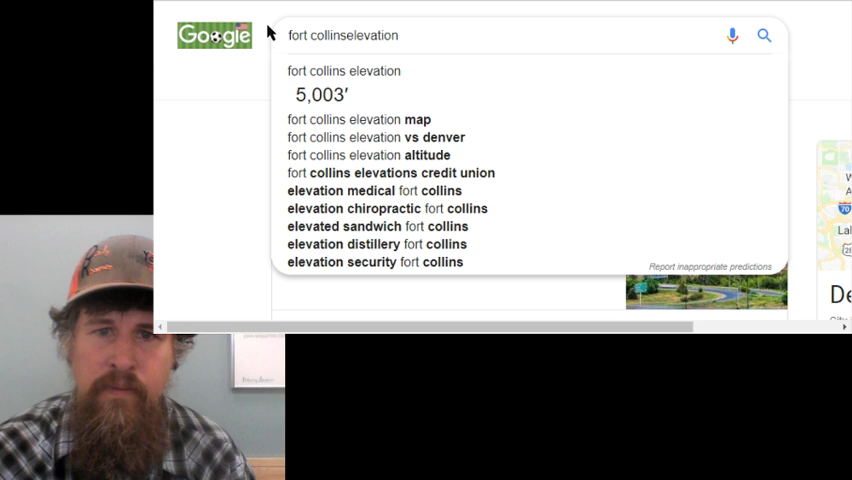 Google
fort collinselevation
fort collins elevation
5,003′
fort collins elevation map
fort collins elevation vs denver
fort collins elevation altitude
fort collins elevations credit union
elevation medical fort collins
elevation chiropractic fort collins
elevated sandwich fort collins
elevation distillery fort collins
elevation security fort collins
Report inappropriate predictions
W
70
Lal
De